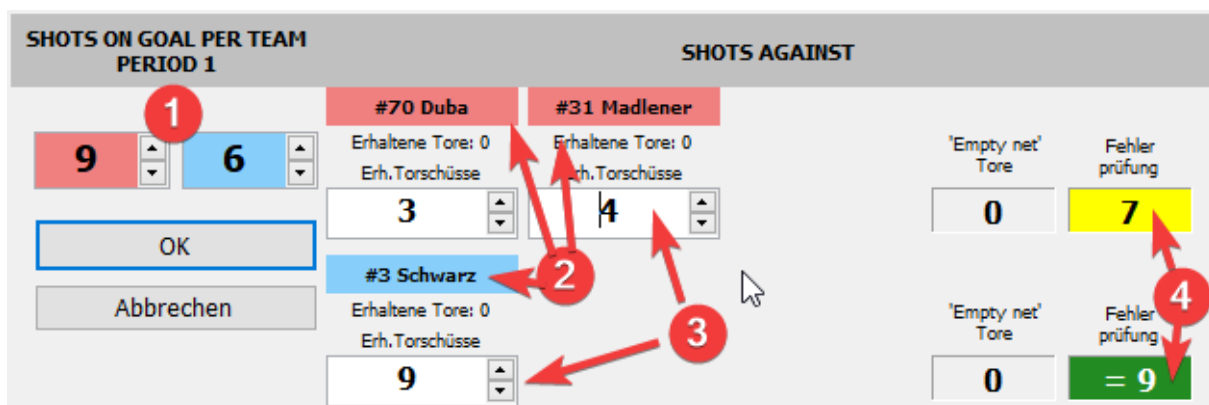 SHOTS ON GOAL PER TEAM
PERIOD 1
SHOTS AGAINST
1
#70 Duba
#31 Madlener
9
6
Erhaltene Tore: 0
Erhaltene Tore: 0
Erh.Torschüsse
Erh.Torschüsse
'Empty net'
Tore
Fehler
prüfung
3
4
0
7
OK
#3 Schwarz
2
Abbrechen
Erhaltene Tore: 0
Erh.Torschüsse
3
'Empty net'
Tore
Fehler
prüfung
4
9
0
= 9